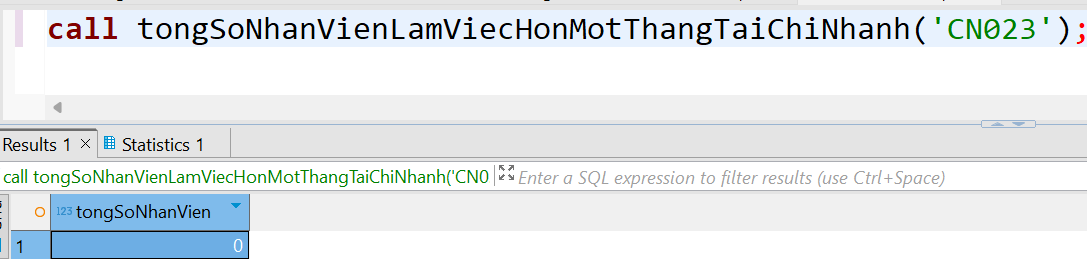 call tongSoNhanVienLamViecHonMotThangTaiChiNhanh('CN023');
Results 1 × Statistics 1
call tongSoNhanVienLamViecHonMotThangTaiChiNhanh('CN0 Enter a SQL expression to filter results (use Ctrl+Space)
123 tongSoNhanVien
1 0